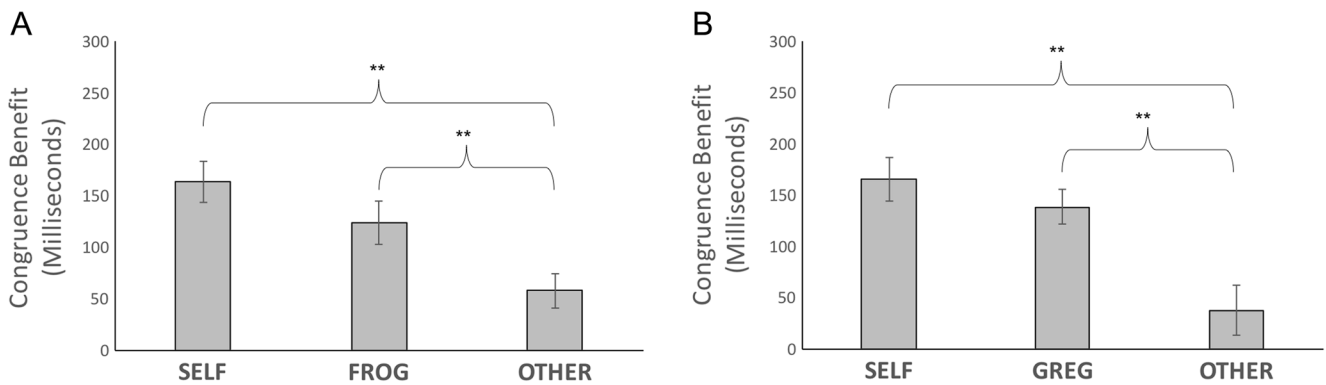 A
Congruence Benefit
(Milliseconds)
300
250
200
150
100
50
0
**
**
SELF
FROG
OTHER
B
Congruence Benefit
(Milliseconds)
300
250
200
150
100
50
0
**
**
SELF
GREG
OTHER